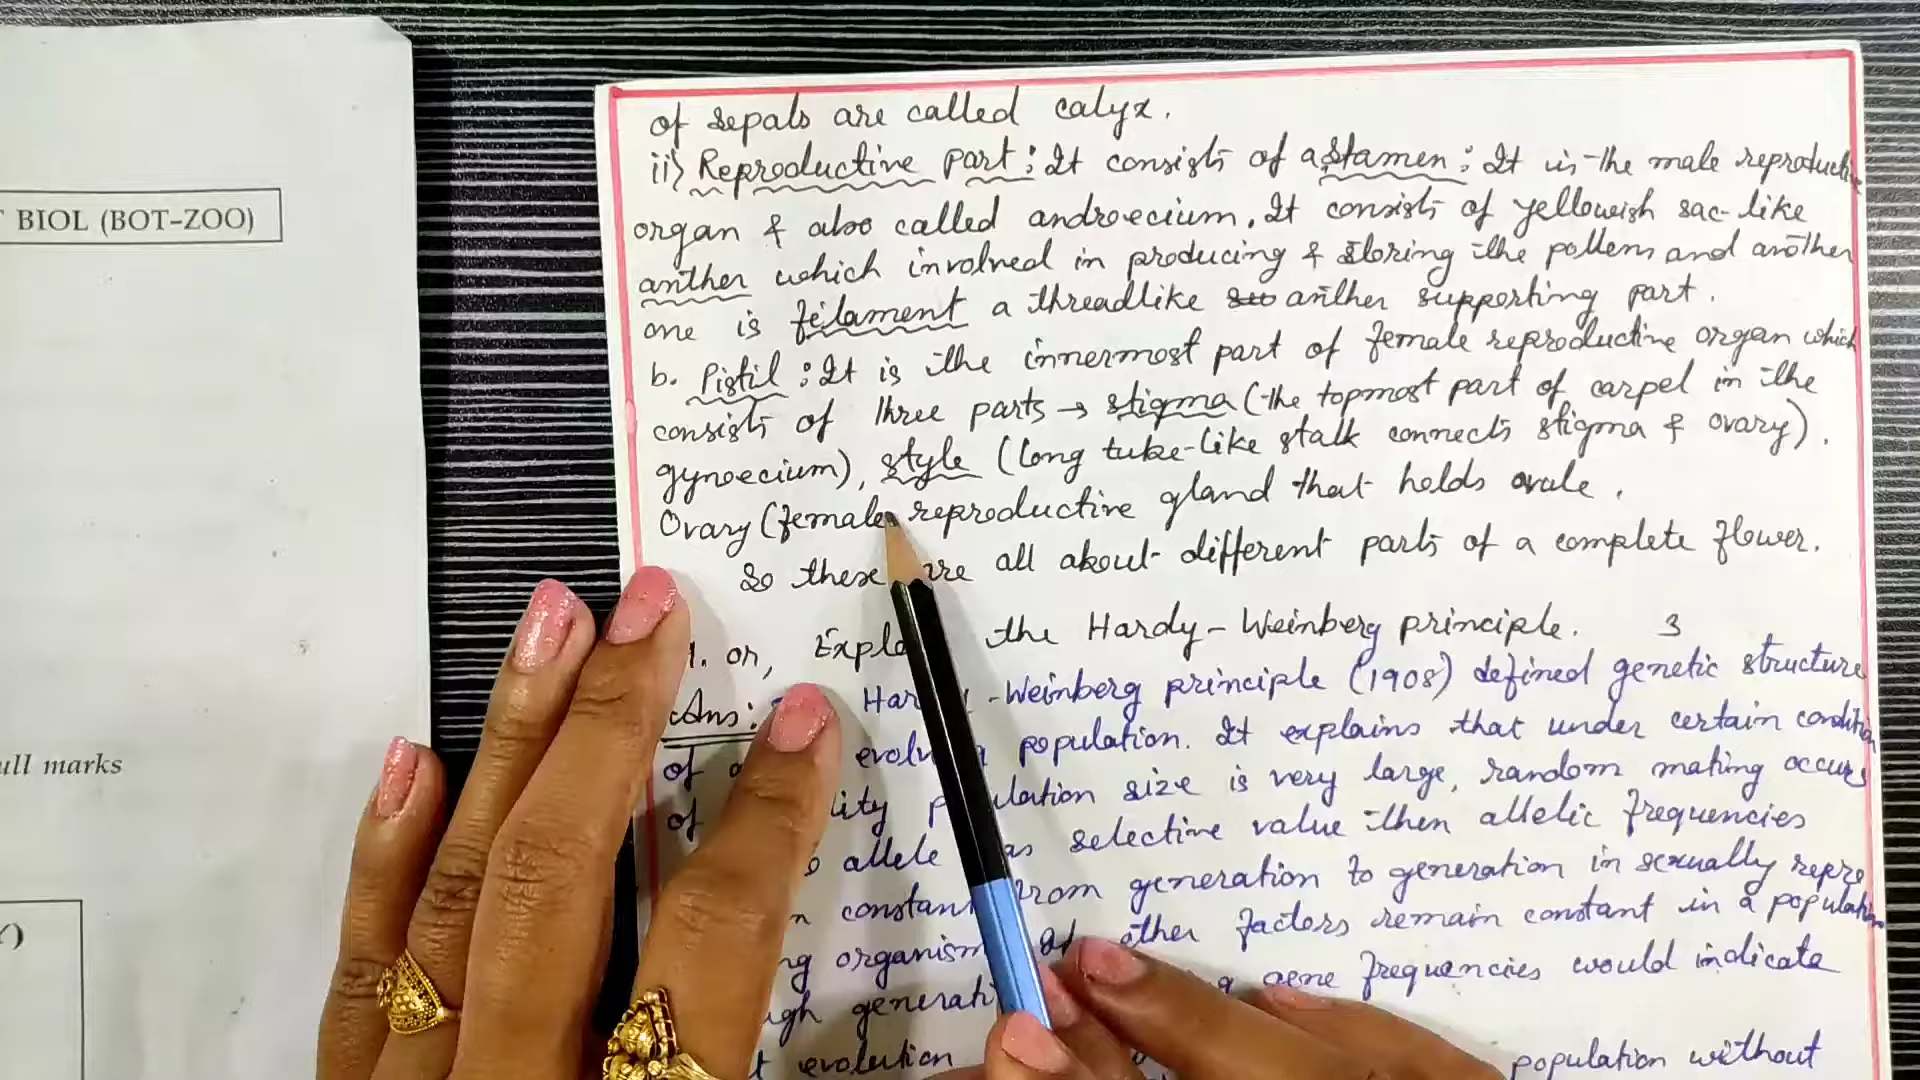 BIOL (BOT–ZOO)
ull marks
of sepals are called calyx.
ii) Reproductive part : It consists of a stamen : It is the male reproductive
organ & also called androecium. It consists of yellowish sac-like
anther which involved in producing & storing the pollens and another
one is filament a threadlike anther supporting part.
b. Pistil : It is the innermost part of female reproductive organ which
consists of three parts → stigma (the topmost part of carpel in the
gynoecium), style (long tube-like stalk connects stigma & ovary).
Ovary (female reproductive gland that holds ovule.
So these are all about different parts of a complete flower.
1. or, Expla the Hardy – Weinberg principle. 3
Ans : Har -Weinberg principle (1908) defined genetic structure
of evolv population. It explains that under certain condition
of lity p ulation size is very large, random mating occurs
allele as selective value then allelic frequencies
n constant from generation to generation in sexually repro
ng organism other factors remain constant in a population
ugh generati gene frequencies would indicate
t evolution population without